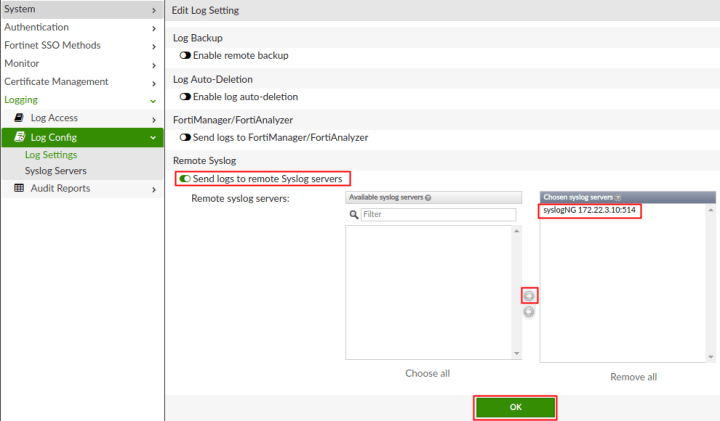 System
Authentication
Fortinet SSO Methods
Monitor
Certificate Management
Logging
Log Access
Log Config
Log Settings
Syslog Servers
Audit Reports
Edit Log Setting
Log Backup
Enable remote backup
Log Auto-Deletion
Enable log auto-deletion
FortiManager/FortiAnalyzer
Send logs to FortiManager/FortiAnalyzer
Remote Syslog
Send logs to remote Syslog servers
Remote syslog servers:
Available syslog servers
Filter
Choose all
Chosen syslog servers
syslogNG 172.22.3.10:514
Remove all
OK